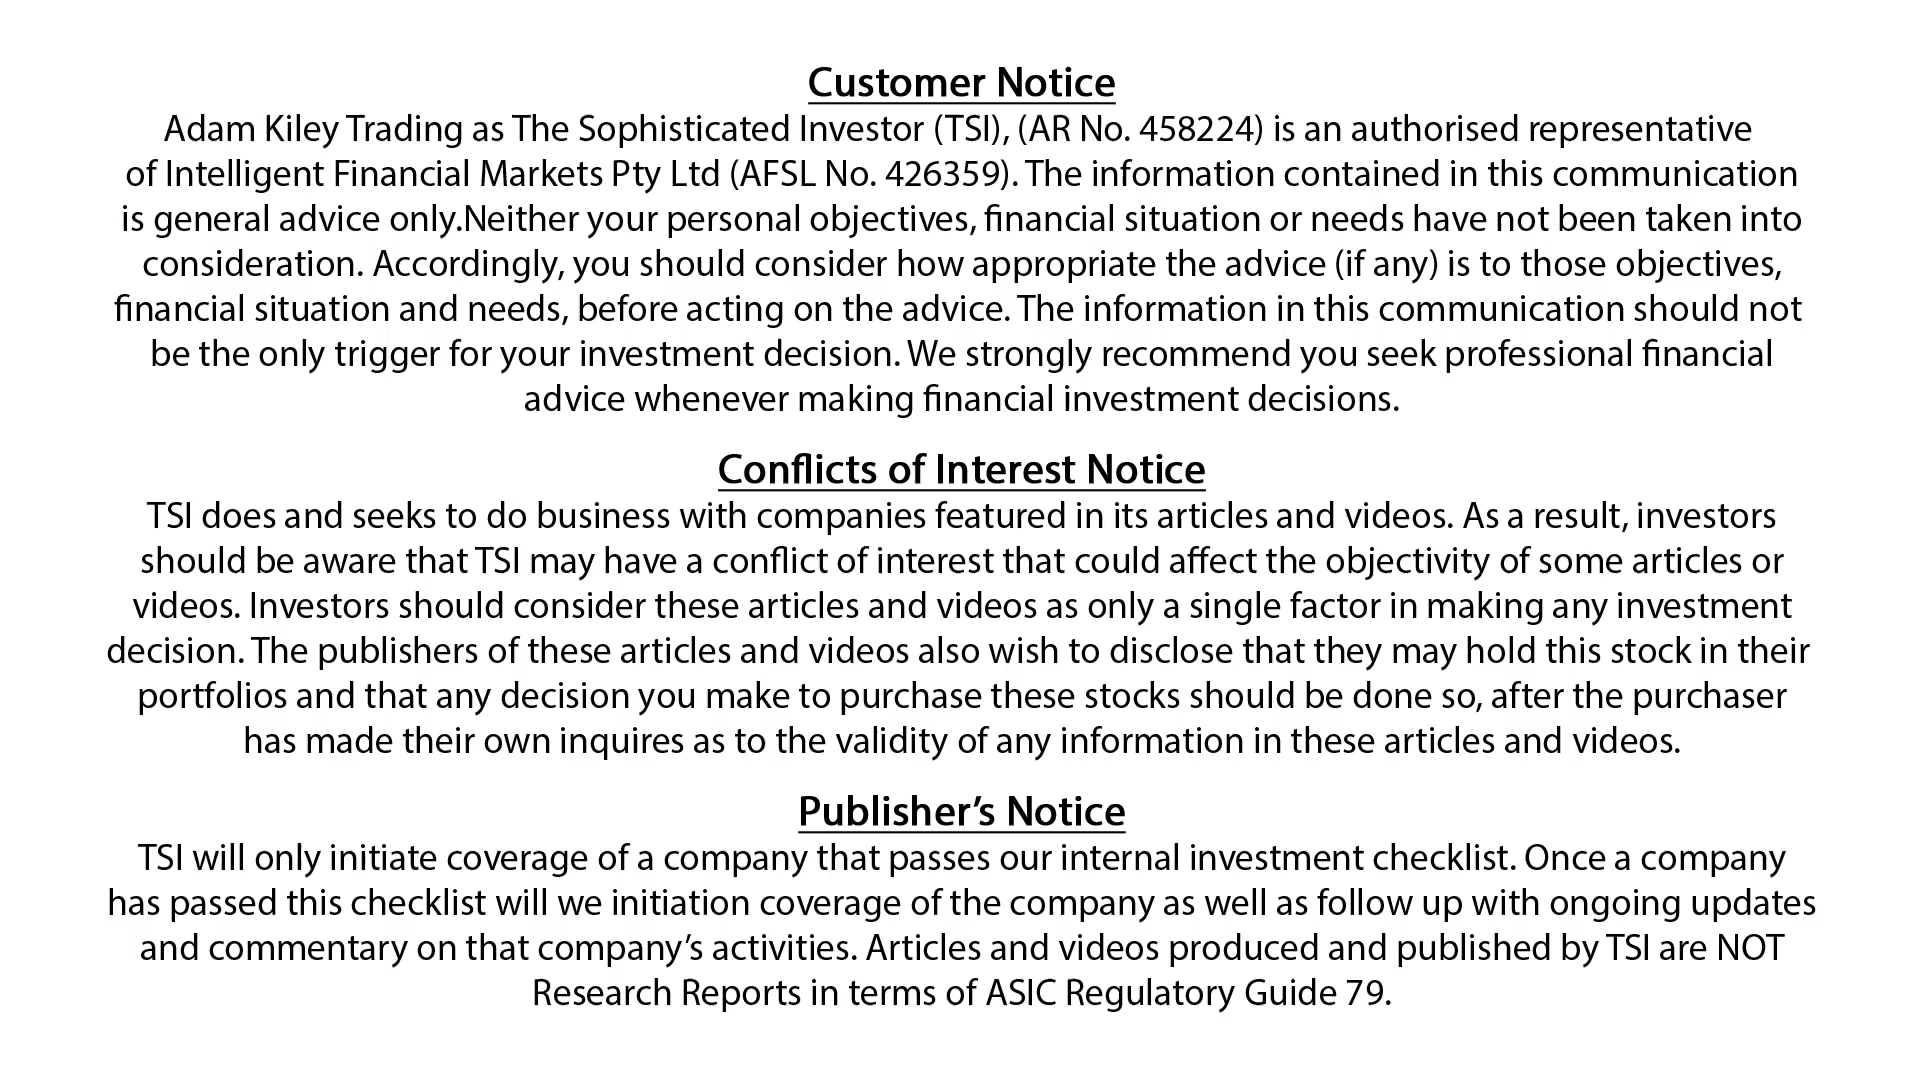 Customer Notice
Adam Kiley Trading as The Sophisticated Investor (TSI), (AR No. 458224) is an authorised representative
of Intelligent Financial Markets Pty Ltd (AFSL No. 426359). The information contained in this communication
is general advice only.Neither your personal objectives, financial situation or needs have not been taken into
consideration. Accordingly, you should consider how appropriate the advice (if any) is to those objectives,
financial situation and needs, before acting on the advice. The information in this communication should not
be the only trigger for your investment decision. We strongly recommend you seek professional financial
advice whenever making financial investment decisions.
Conflicts of Interest Notice
TSI does and seeks to do business with companies featured in its articles and videos. As a result, investors
should be aware that TSI may have a conflict of interest that could affect the objectivity of some articles or
videos. Investors should consider these articles and videos as only a single factor in making any investment
decision. The publishers of these articles and videos also wish to disclose that they may hold this stock in their
portfolios and that any decision you make to purchase these stocks should be done so, after the purchaser
has made their own inquires as to the validity of any information in these articles and videos.
Publisher’s Notice
TSI will only initiate coverage of a company that passes our internal investment checklist. Once a company
has passed this checklist will we initiation coverage of the company as well as follow up with ongoing updates
and commentary on that company’s activities. Articles and videos produced and published by TSI are NOT
Research Reports in terms of ASIC Regulatory Guide 79.